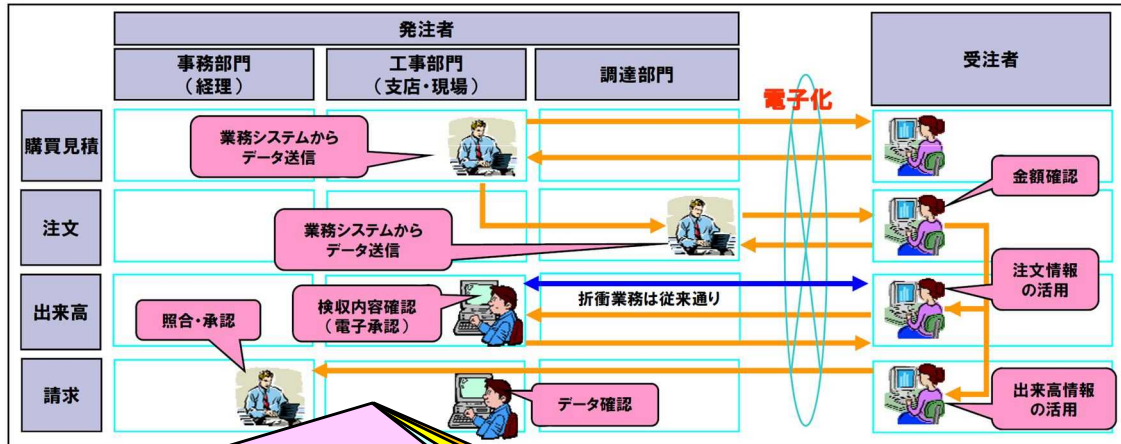 発注者
事務部門
（経理）
工事部門
（支店・現場）
調達部門
受注者
電子化
購買見積
業務システムから
データ送信
金額確認
注文
業務システムから
データ送信
注文情報
の活用
出来高
検収内容確認
（電子承認）
折衝業務は従来通り
照合・承認
請求
データ確認
出来高情報
の活用